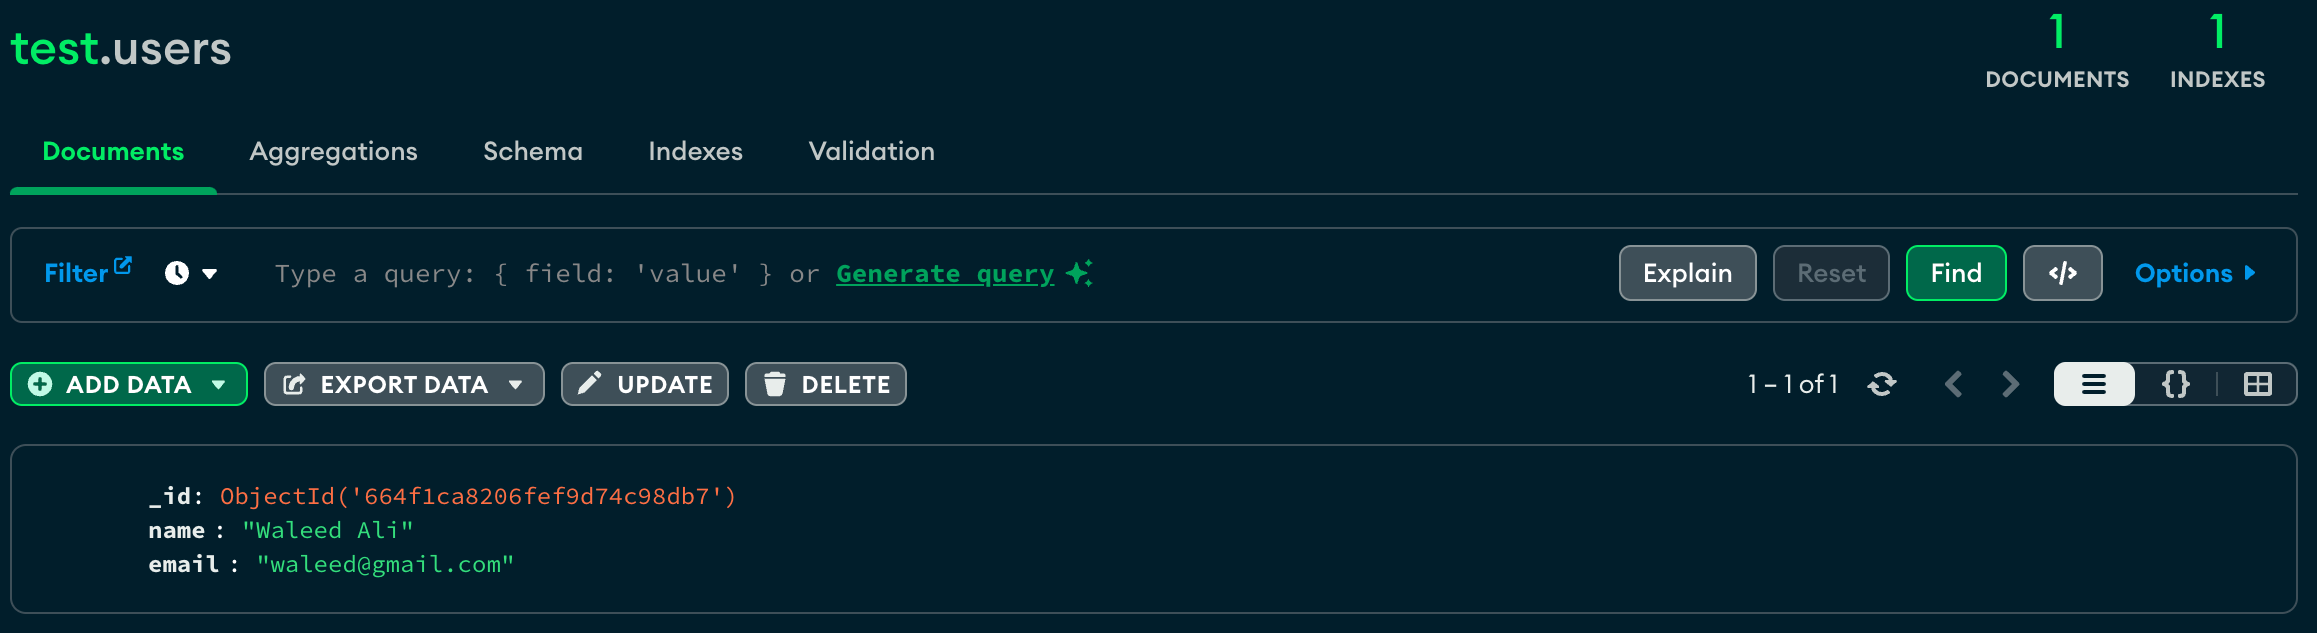 test.users
1 1
DOCUMENTS INDEXES
Documents Aggregations Schema Indexes Validation
Filter Type a query: { field: 'value' } or Generate query Explain Reset Find </> Options
ADD DATA EXPORT DATA UPDATE DELETE 1 – 1 of 1 {}
_id: ObjectId('664f1ca8206fef9d74c98db7')
name : "Waleed Ali"
email : "waleed@gmail.com"